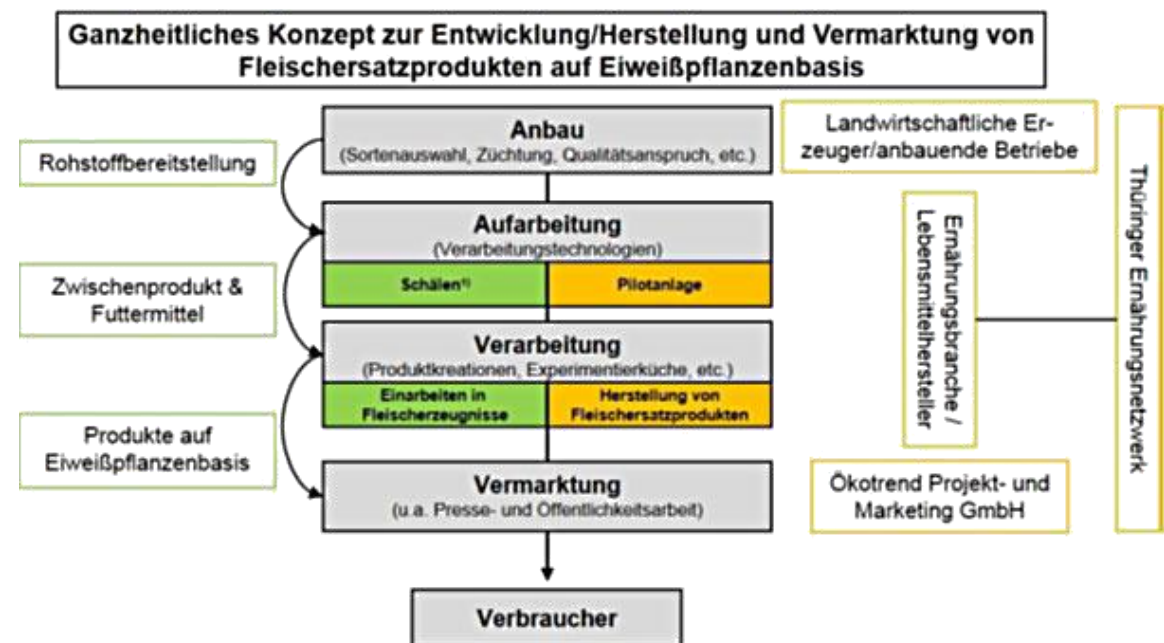 Ganzheitliches Konzept zur Entwicklung/Herstellung und Vermarktung von
Fleischersatzprodukten auf Eiweißpflanzenbasis
Anbau
(Sortenauswahl, Züchtung, Qualitätsanspruch, etc.)
Landwirtschaftliche Er-
zeuger/anbauende Betriebe
Rohstoffbereitstellung
Aufarbeitung
(Verarbeitungstechnologien)
Schälen¹⁾
Pilotanlage
Zwischenprodukt &
Futtermittel
Verarbeitung
(Produktkreationen, Experimentierküche, etc.)
Einarbeiten in
Fleischerzeugnisse
Herstellung von
Fleischersatzprodukten
Ernährungsbranche /
Lebensmittelhersteller
Thüringer Ernährungsnetzwerk
Produkte auf
Eiweißpflanzenbasis
Vermarktung
(u.a. Presse- und Öffentlichkeitsarbeit)
Ökotrend Projekt- und
Marketing GmbH
Verbraucher